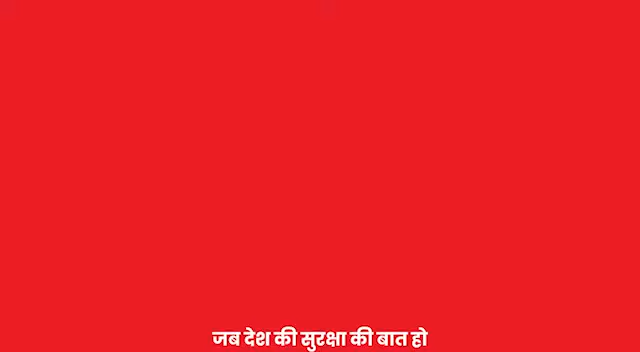 जब देश की सुरक्षा की बात हो